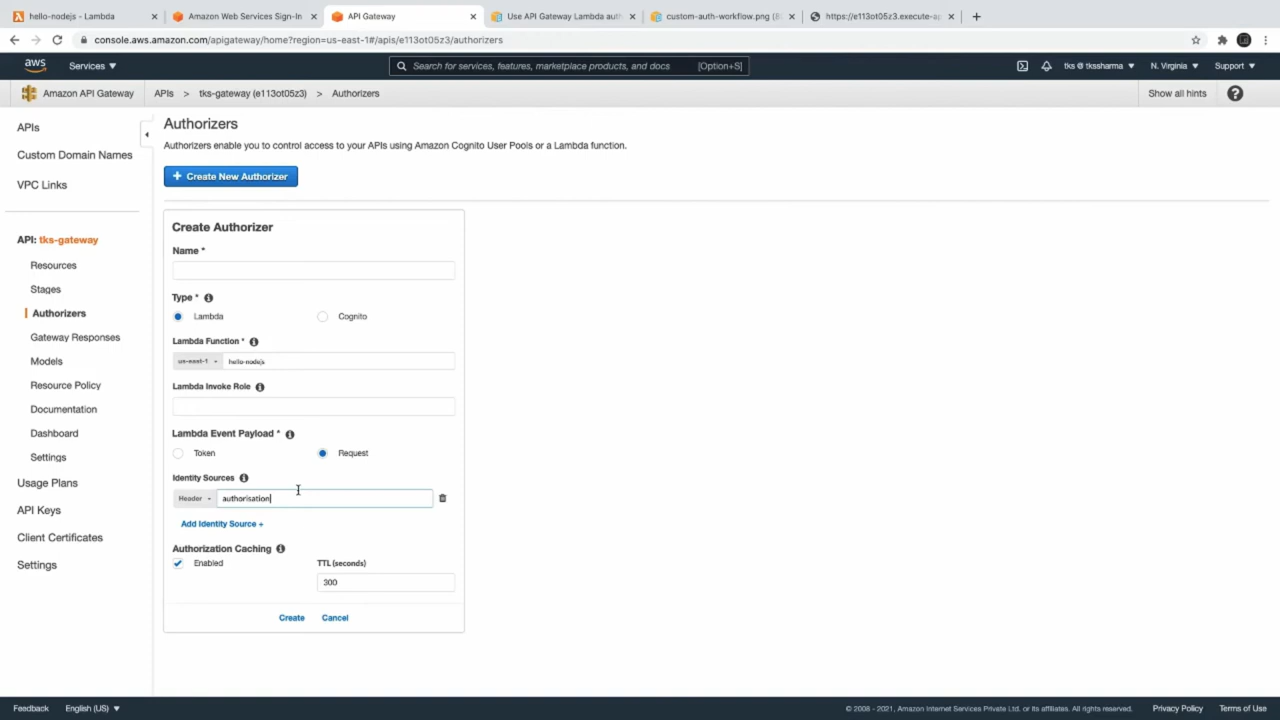 hello-nodejs - Lambda
Amazon Web Services Sign-In
API Gateway
Use API Gateway Lambda auth
custom-auth-workflow.png (8
https://e113ot05z3.execute-ap
console.aws.amazon.com/apigateway/home?region=us-east-1#/apis/e113ot05z3/authorizers
aws
Services
Search for services, features, marketplace products, and docs
[Option+S]
tks @ tkssharma
N. Virginia
Support
Amazon API Gateway
APIs
>
tks-gateway (e113ot05z3)
>
Authorizers
Show all hints
?
APIs
Custom Domain Names
VPC Links
API: tks-gateway
Resources
Stages
Authorizers
Gateway Responses
Models
Resource Policy
Documentation
Dashboard
Settings
Usage Plans
API Keys
Client Certificates
Settings
Authorizers
Authorizers enable you to control access to your APIs using Amazon Cognito User Pools or a Lambda function.
+ Create New Authorizer
Create Authorizer
Name *
Type *
Lambda
Cognito
Lambda Function *
us-east-1
hello-nodejs
Lambda Invoke Role
Lambda Event Payload *
Token
Request
Identity Sources
Header
authorisation
Add Identity Source +
Authorization Caching
Enabled
TTL (seconds)
300
Create
Cancel
Feedback
English (US)
© 2008 - 2021, Amazon Internet Services Private Ltd. or its affiliates. All rights reserved.
Privacy Policy
Terms of Use